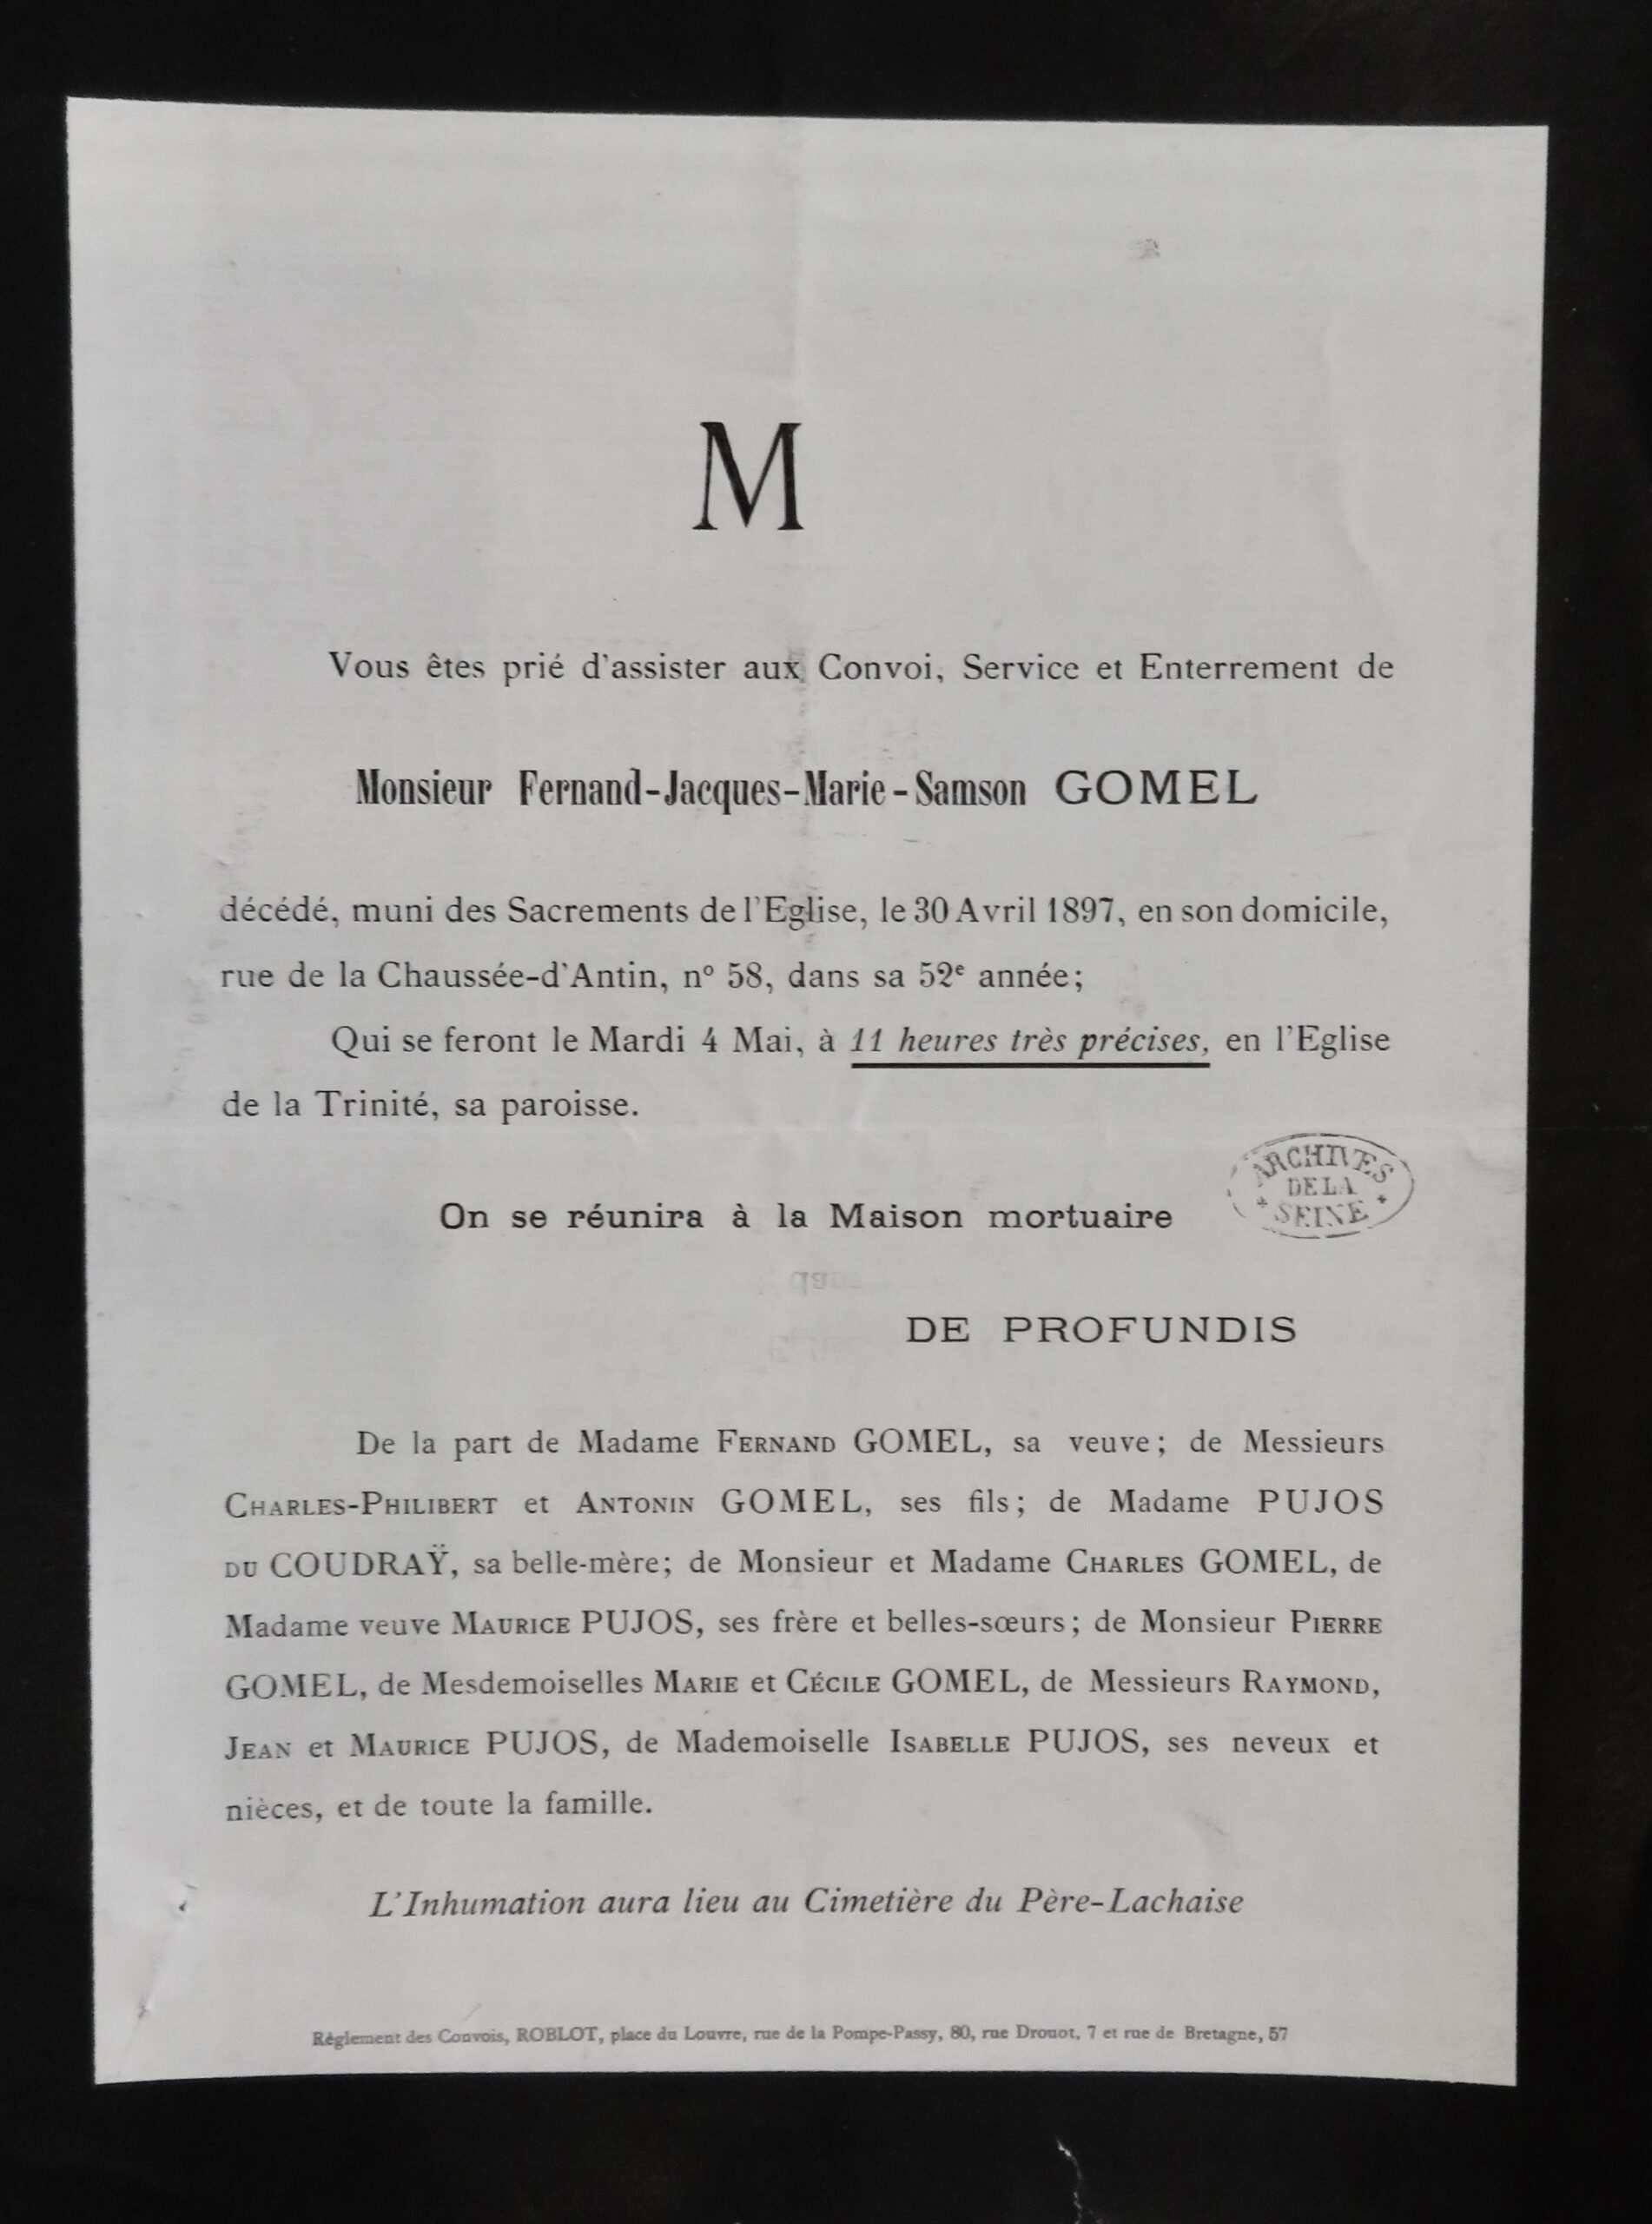 M
Vous êtes prié d'assister aux Convoi, Service et Enterrement de
Monsieur Fernand-Jacques-Marie-Samson GOMEL
décédé, muni des Sacrements de l'Eglise, le 30 Avril 1897, en son domicile,
rue de la Chaussée-d'Antin, nº 58, dans sa 52e année;
Qui se feront le Mardi 4 Mai, à 11 heures très précises, en l'Eglise
de la Trinité, sa paroisse.
ARCHIVES
DE LA
SEINE
On se réunira à la Maison mortuaire
DE PROFUNDIS
De la part de Madame FERNAND GOMEL, sa veuve; de Messieurs
CHARLES-PHILIBERT et ANTONIN GOMEL, ses fils; de Madame PUJOS
DU COUDRAŸ, sa belle-mère; de Monsieur et Madame CHARLES GOMEL, de
Madame veuve MAURICE PUJOS, ses frère et belles-sœurs; de Monsieur PIERRE
GOMEL, de Mesdemoiselles MARIE et CÉCILE GOMEL, de Messieurs RAYMOND,
JEAN et MAURICE PUJOS, de Mademoiselle ISABELLE PUJOS, ses neveux et
nièces, et de toute la famille.
L'Inhumation aura lieu au Cimetière du Père-Lachaise
Règlement des Convois, ROBLOT, place du Louvre, rue de la Pompe-Passy, 80, rue Drouot, 7 et rue de Bretagne, 57